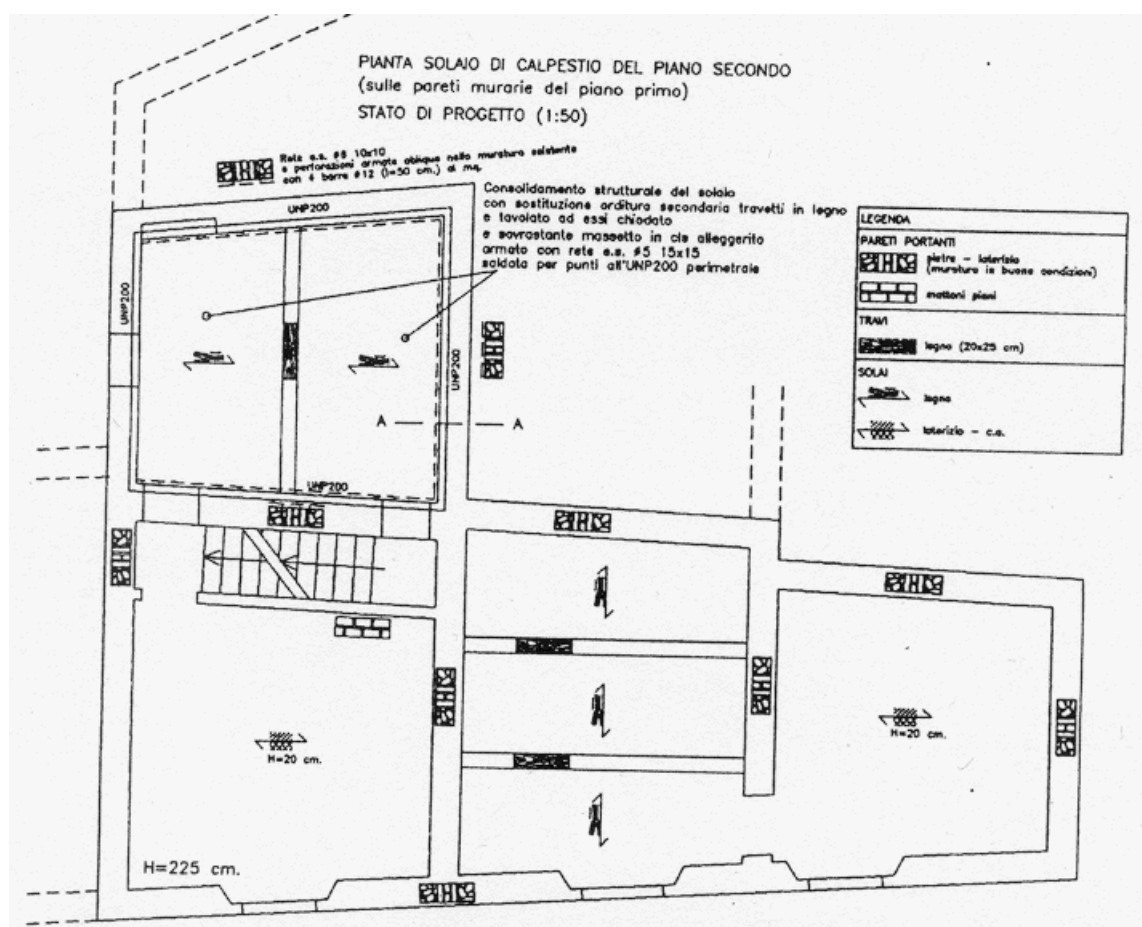 PIANTA SOLAIO DI CALPESTIO DEL PIANO SECONDO
(sulle pareti murarie del piano primo)
STATO DI PROGETTO (1:50)
Rete e.s. #6 10x10
e perforazioni armate oblique nella muratura esistente
con 4 barre #12 (l=50 cm.) al mq.
Consolidamento strutturale del solaio
con sostituzione orditura secondaria travetti in legno
e tavolato ad essi chiodato
e sovrastante massetto in cls alleggerito
armato con rete e.s. #5 15x15
saldata per punti all'UNP200 perimetrale
UNP200
UNP200
UNP200
UNP200
A
A
LEGENDA
PARETI PORTANTI
pietre - laterizio
(muratura in buone condizioni)
mattoni pieni
TRAVI
legno (20x25 cm)
SOLAI
legno
laterizio - c.a.
H=20 cm.
H=20 cm.
H=225 cm.